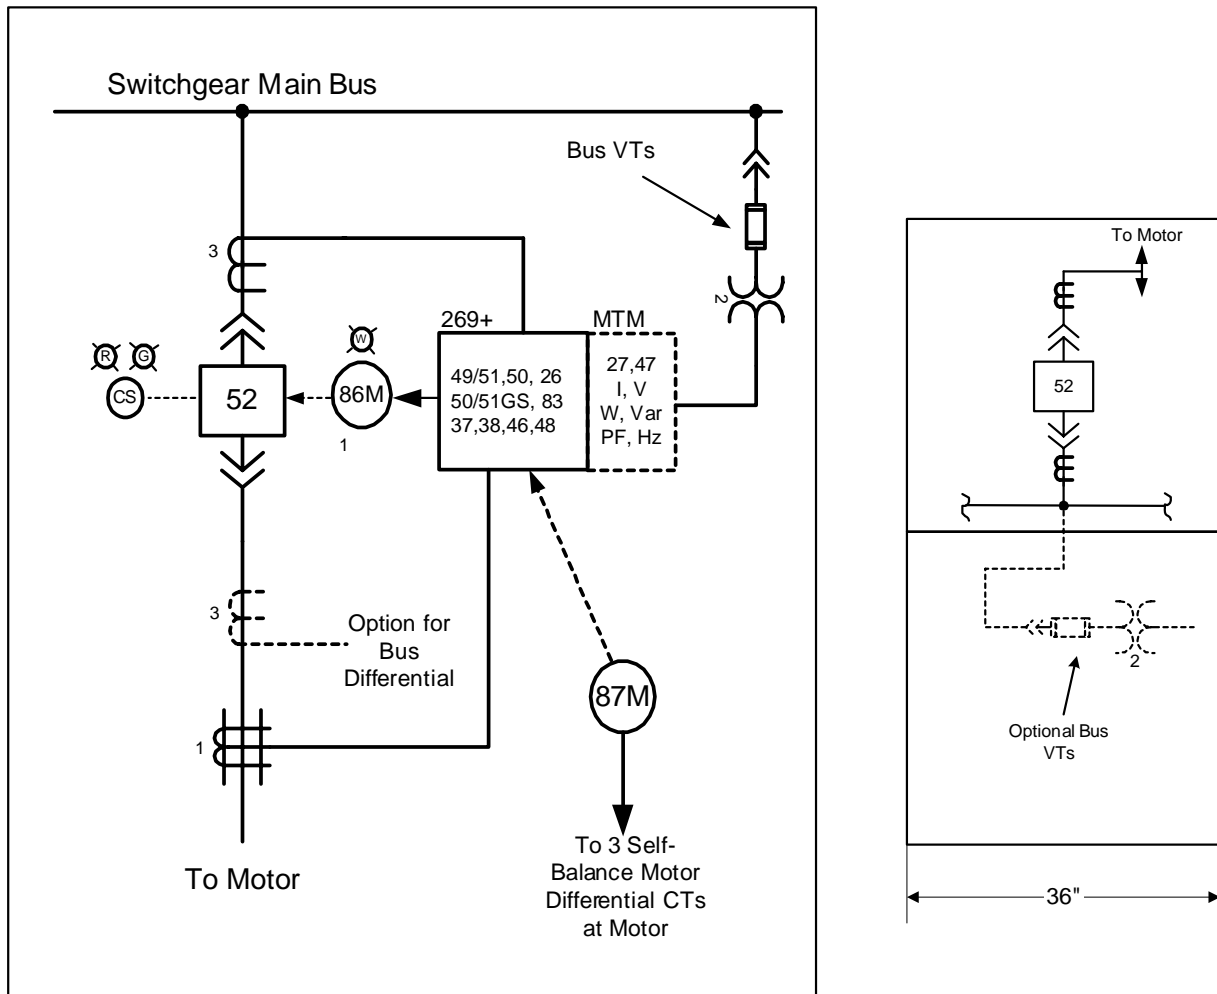 Switchgear Main Bus
Bus VTs
3
2
269+
MTM
R
G
W
CS
52
86M
1
49/51,50, 26
50/51GS, 83
37,38,46,48
27,47
I, V
W, Var
PF, Hz
3
Option for
Bus
Differential
1
87M
To Motor
To 3 Self-
Balance Motor
Differential CTs
at Motor
To Motor
52
2
Optional Bus
VTs
36"